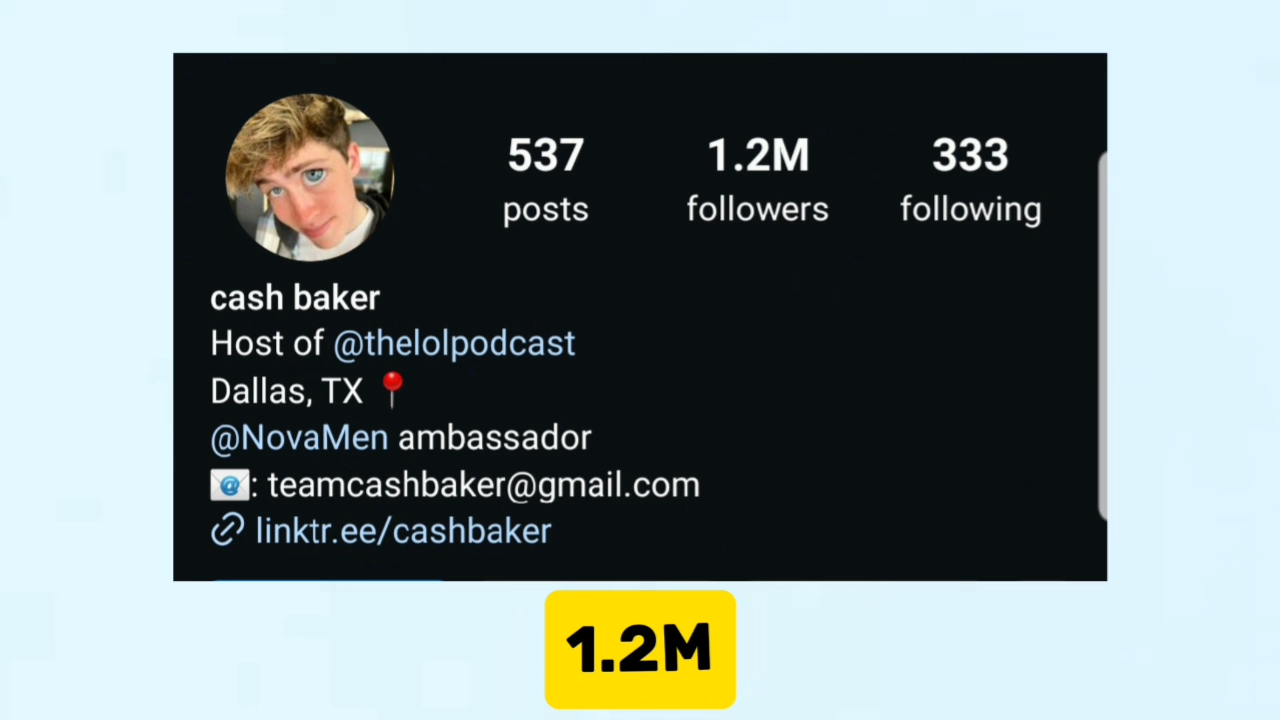 537 1.2M 333
posts followers following
cash baker
Host of @thelolpodcast
Dallas, TX 📍
@NovaMen ambassador
📧: teamcashbaker@gmail.com
linktr.ee/cashbaker
1.2M